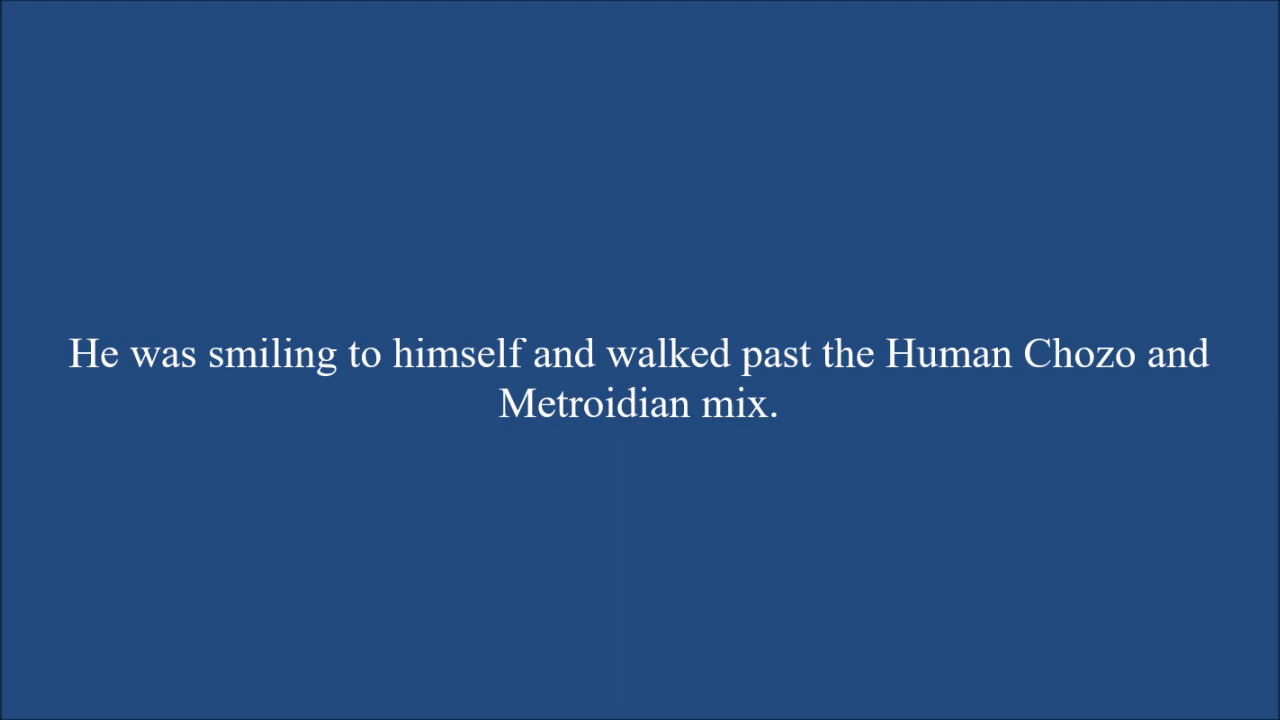 He was smiling to himself and walked past the Human Chozo and
Metroidian mix.